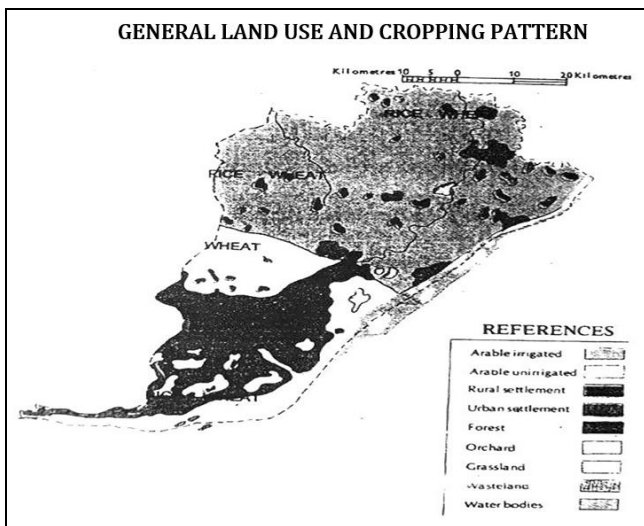 GENERAL LAND USE AND CROPPING PATTERN
Kilometres 10 5 0 10 20 Kilometres
RICE WHEAT
RICE WHEAT
WHEAT
REFERENCES
Arable irrigated
Arable unirrigated
Rural settlement
Urban settlement
Forest
Orchard
Grassland
Wasteland
Water bodies